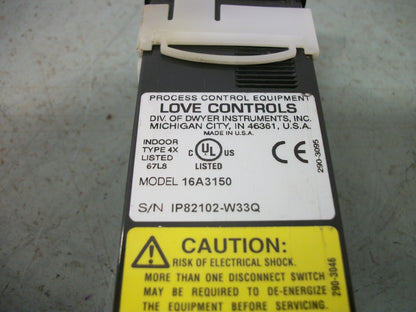 PROCESS CONTROL EQUIPMENT
LOVE CONTROLS
DIV. OF DWYER INSTRUMENTS, INC.
MICHIGAN CITY, IN 46361, U.S.A.
MADE IN U.S.A.
INDOOR
TYPE 4X
LISTED
67L8
C UL US
LISTED
CE
290-3095
MODEL 16A3150
S/N IP82102-W33Q
CAUTION:
RISK OF ELECTRICAL SHOCK.
MORE THAN ONE DISCONNECT SWITCH
MAY BE REQUIRED TO DE-ENERGIZE
THE EQUIPMENT BEFORE SERVICING.
290-3046